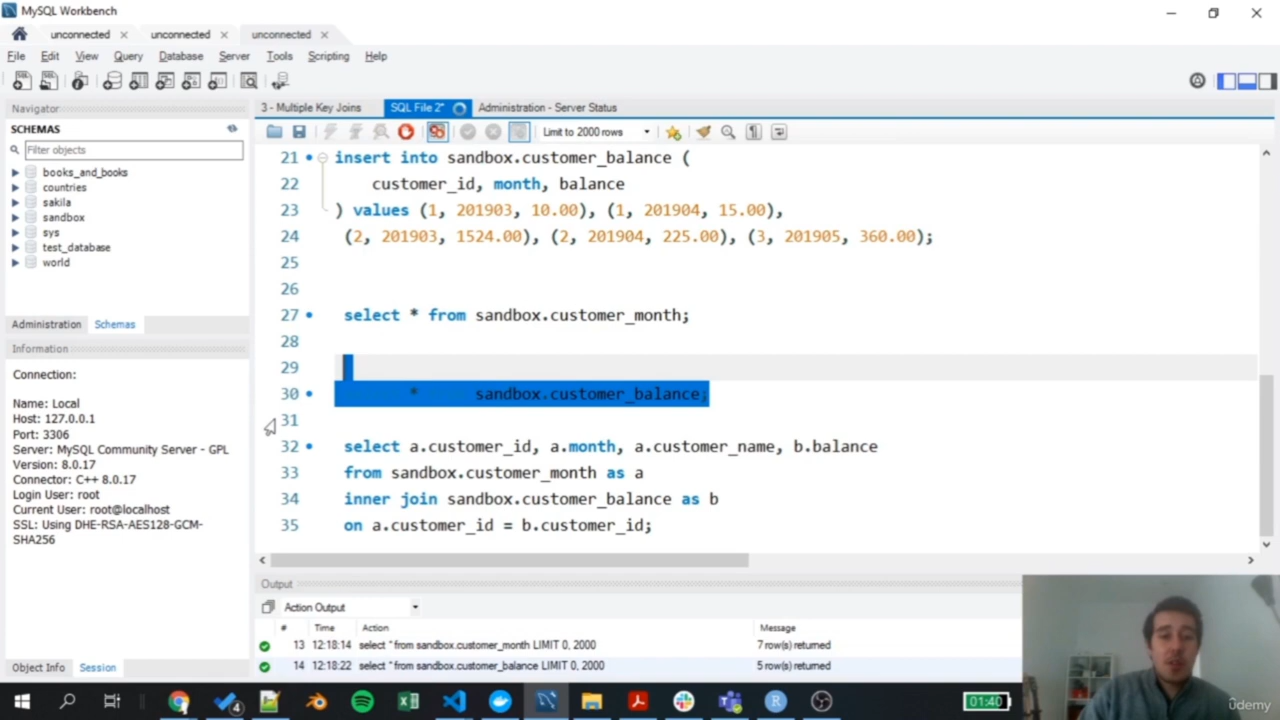 MySQL Workbench
unconnected × unconnected × unconnected ×
File Edit View Query Database Server Tools Scripting Help
Navigator
SCHEMAS
Filter objects
books_and_books
countries
sakila
sandbox
sys
test_database
world
Administration Schemas
Information
Connection:
Name: Local
Host: 127.0.0.1
Port: 3306
Server: MySQL Community Server - GPL
Version: 8.0.17
Connector: C++ 8.0.17
Login User: root
Current User: root@localhost
SSL: Using DHE-RSA-AES128-GCM-
SHA256
Object Info Session
3 - Multiple Key Joins SQL File 2* Administration - Server Status
Limit to 2000 rows
21 insert into sandbox.customer_balance (
22 customer_id, month, balance
23 ) values (1, 201903, 10.00), (1, 201904, 15.00),
24 (2, 201903, 1524.00), (2, 201904, 225.00), (3, 201905, 360.00);
25
26
27 select * from sandbox.customer_month;
28
29
30 * sandbox.customer_balance;
31
32 select a.customer_id, a.month, a.customer_name, b.balance
33 from sandbox.customer_month as a
34 inner join sandbox.customer_balance as b
35 on a.customer_id = b.customer_id;
Output
Action Output
# Time Action Message
13 12:18:14 select * from sandbox.customer_month LIMIT 0, 2000 7 row(s) returned
14 12:18:22 select * from sandbox.customer_balance LIMIT 0, 2000 5 row(s) returned
4
01:40
ûdemy